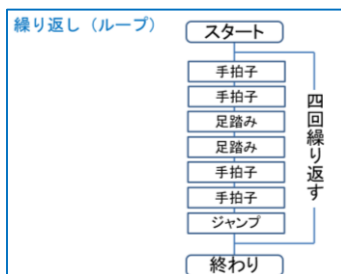 繰り返し（ループ）
スタート
手拍子
手拍子
足踏み
足踏み
手拍子
手拍子
ジャンプ
終わり
四回繰り返す